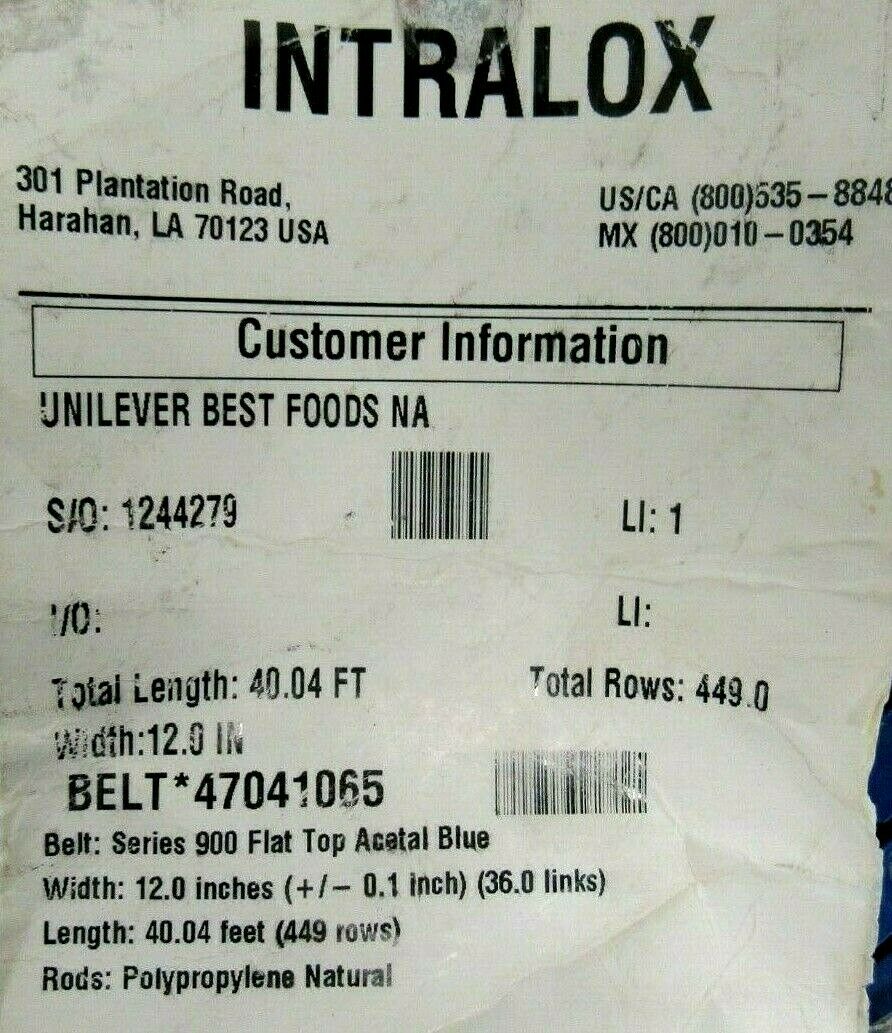 INTRALOX
301 Plantation Road,
Harahan, LA 70123 USA
US/CA (800)535-8848
MX (800)010-0354
Customer Information
UNILEVER BEST FOODS NA
S/O: 1244279
LI: 1
I/O:
LI:
Total Length: 40.04 FT
Total Rows: 449.0
Width:12.0 IN
BELT*47041065
Belt: Series 900 Flat Top Acetal Blue
Width: 12.0 inches (+/- 0.1 inch) (36.0 links)
Length: 40.04 feet (449 rows)
Rods: Polypropylene Natural